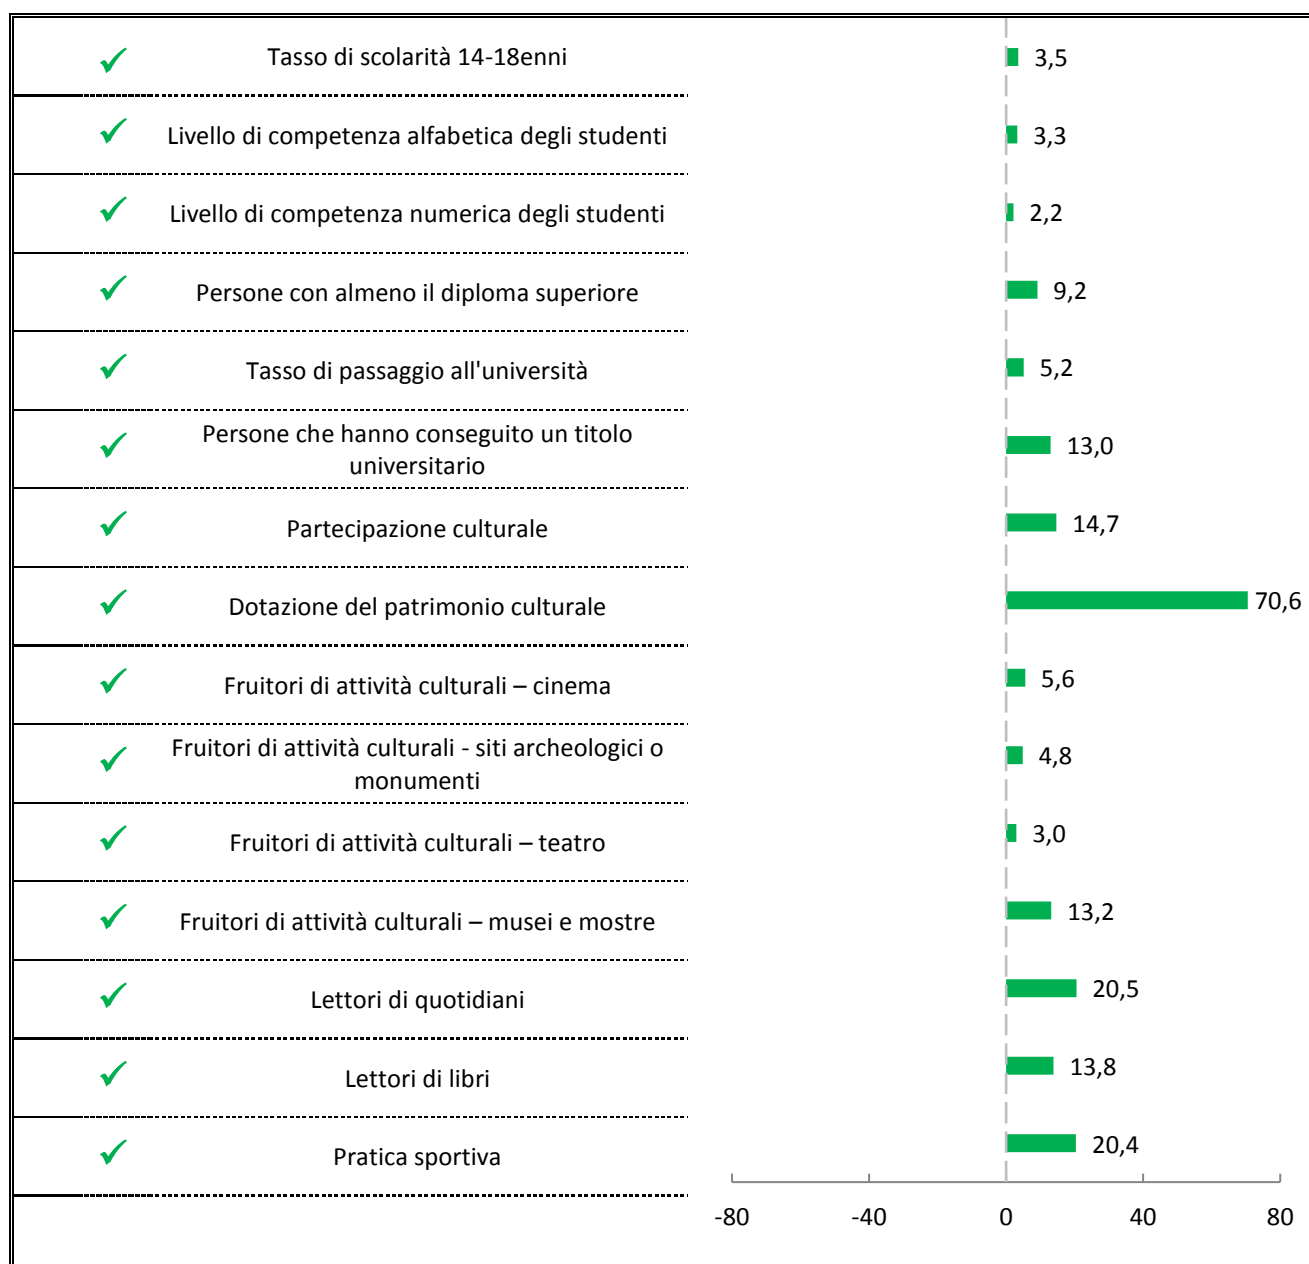 Tasso di scolarità 14-18enni 3,5
Livello di competenza alfabetica degli studenti 3,3
Livello di competenza numerica degli studenti 2,2
Persone con almeno il diploma superiore 9,2
Tasso di passaggio all'università 5,2
Persone che hanno conseguito un titolo
universitario 13,0
Partecipazione culturale 14,7
Dotazione del patrimonio culturale 70,6
Fruitori di attività culturali – cinema 5,6
Fruitori di attività culturali - siti archeologici o
monumenti 4,8
Fruitori di attività culturali – teatro 3,0
Fruitori di attività culturali – musei e mostre 13,2
Lettori di quotidiani 20,5
Lettori di libri 13,8
Pratica sportiva 20,4
-80 -40 0 40 80